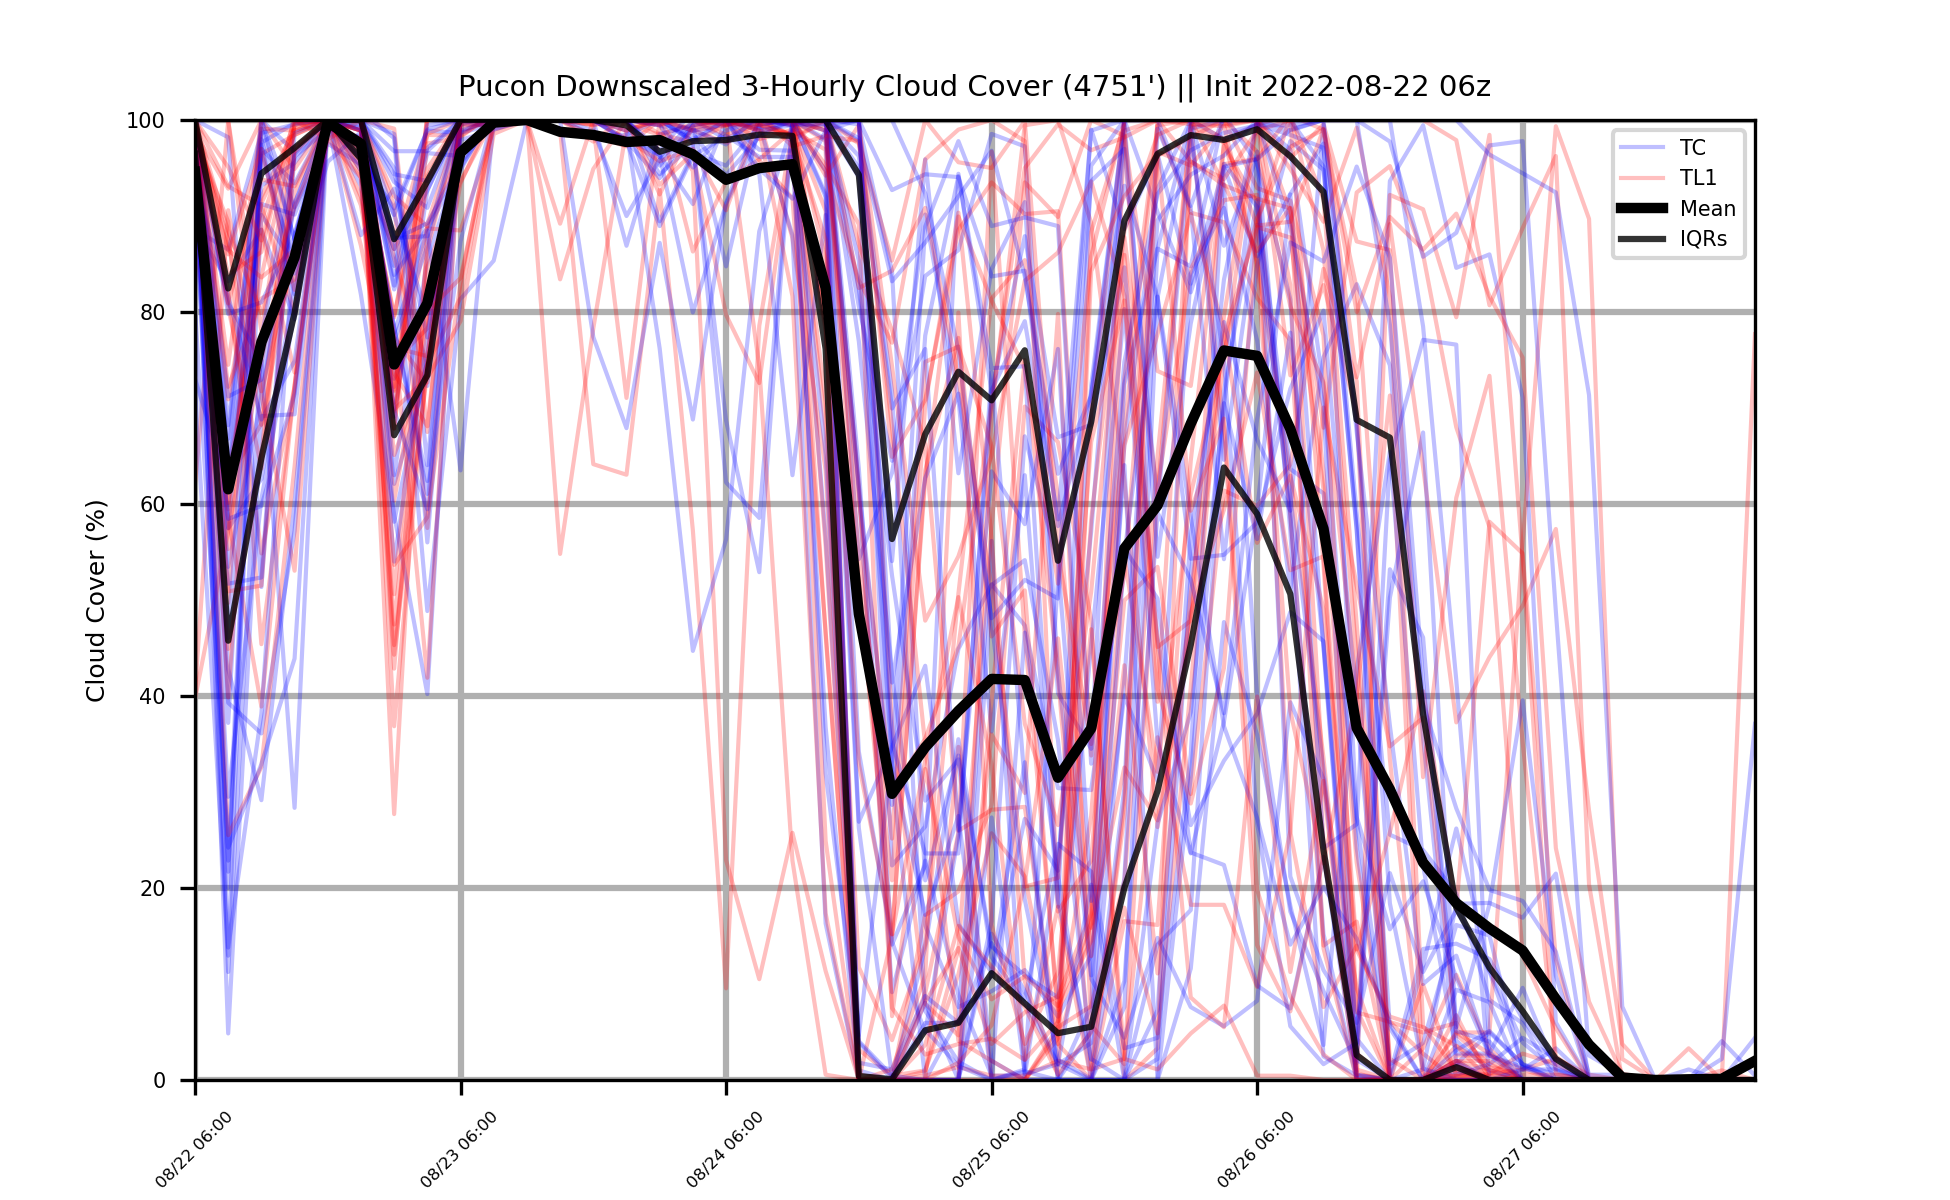 Pucon Downscaled 3-Hourly Cloud Cover (4751') || Init 2022-08-22 06z
TC
TL1
Mean
IQRs
Cloud Cover (%)
100
80
60
40
20
0
08/22 06:00
08/23 06:00
08/24 06:00
08/25 06:00
08/26 06:00
08/27 06:00